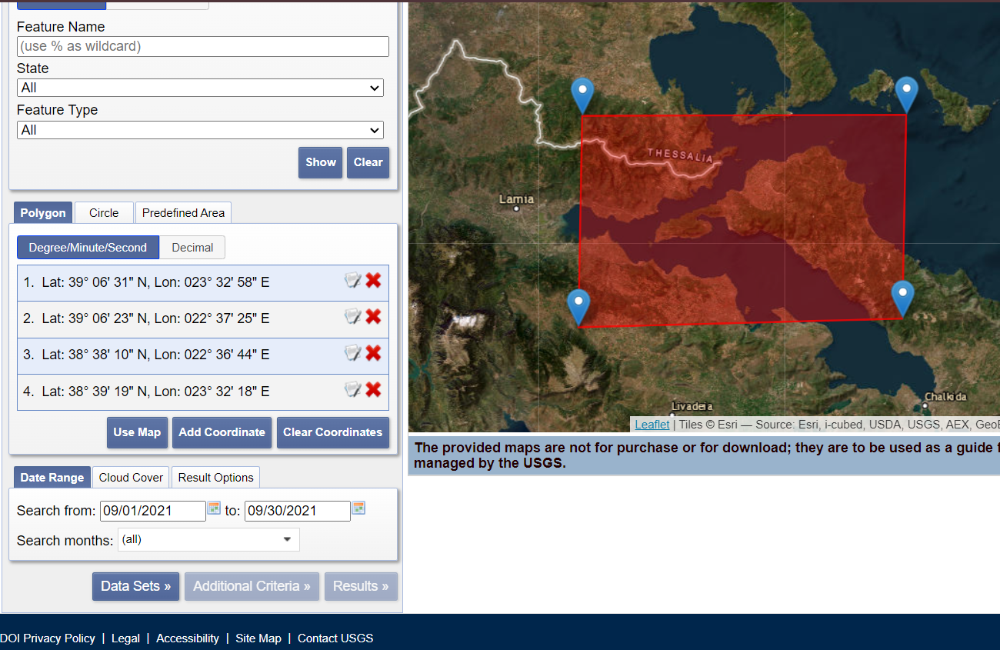 Feature Name
(use % as wildcard)
State
All
Feature Type
All
Show Clear
Polygon Circle Predefined Area
Degree/Minute/Second Decimal
1. Lat: 39° 06' 31" N, Lon: 023° 32' 58" E
2. Lat: 39° 06' 23" N, Lon: 022° 37' 25" E
3. Lat: 38° 38' 10" N, Lon: 022° 36' 44" E
4. Lat: 38° 39' 19" N, Lon: 023° 32' 18" E
Use Map Add Coordinate Clear Coordinates
Date Range Cloud Cover Result Options
Search from: 09/01/2021 to: 09/30/2021
Search months: (all)
Data Sets » Additional Criteria » Results »
THESSALIA
Lamia
Livadeia
Chalkida
Leaflet | Tiles © Esri — Source: Esri, i-cubed, USDA, USGS, AEX, GeoE
The provided maps are not for purchase or for download; they are to be used as a guide f
managed by the USGS.
DOI Privacy Policy | Legal | Accessibility | Site Map | Contact USGS